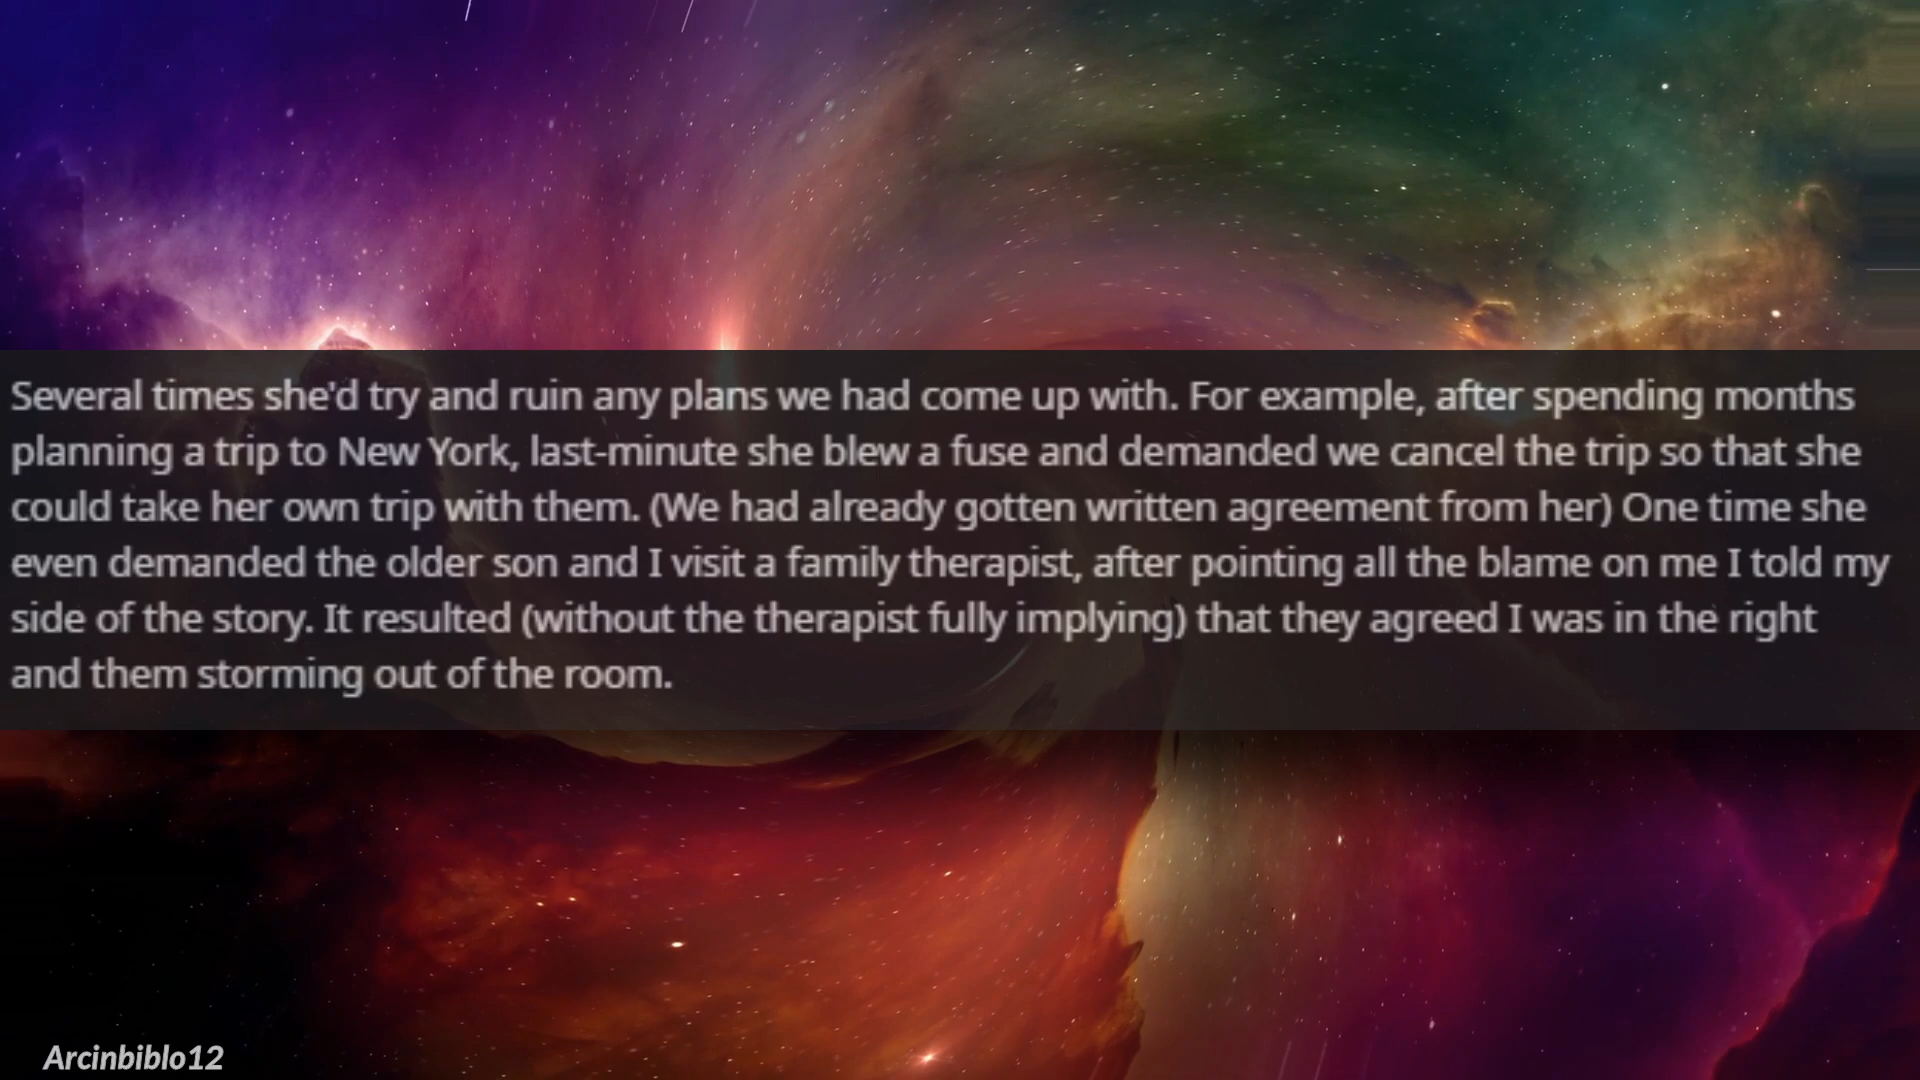 Several times she'd try and ruin any plans we had come up with. For example, after spending months
planning a trip to New York, last-minute she blew a fuse and demanded we cancel the trip so that she
could take her own trip with them. (We had already gotten written agreement from her) One time she
even demanded the older son and I visit a family therapist, after pointing all the blame on me I told my
side of the story. It resulted (without the therapist fully implying) that they agreed I was in the right
and them storming out of the room.
Arcinbiblo12